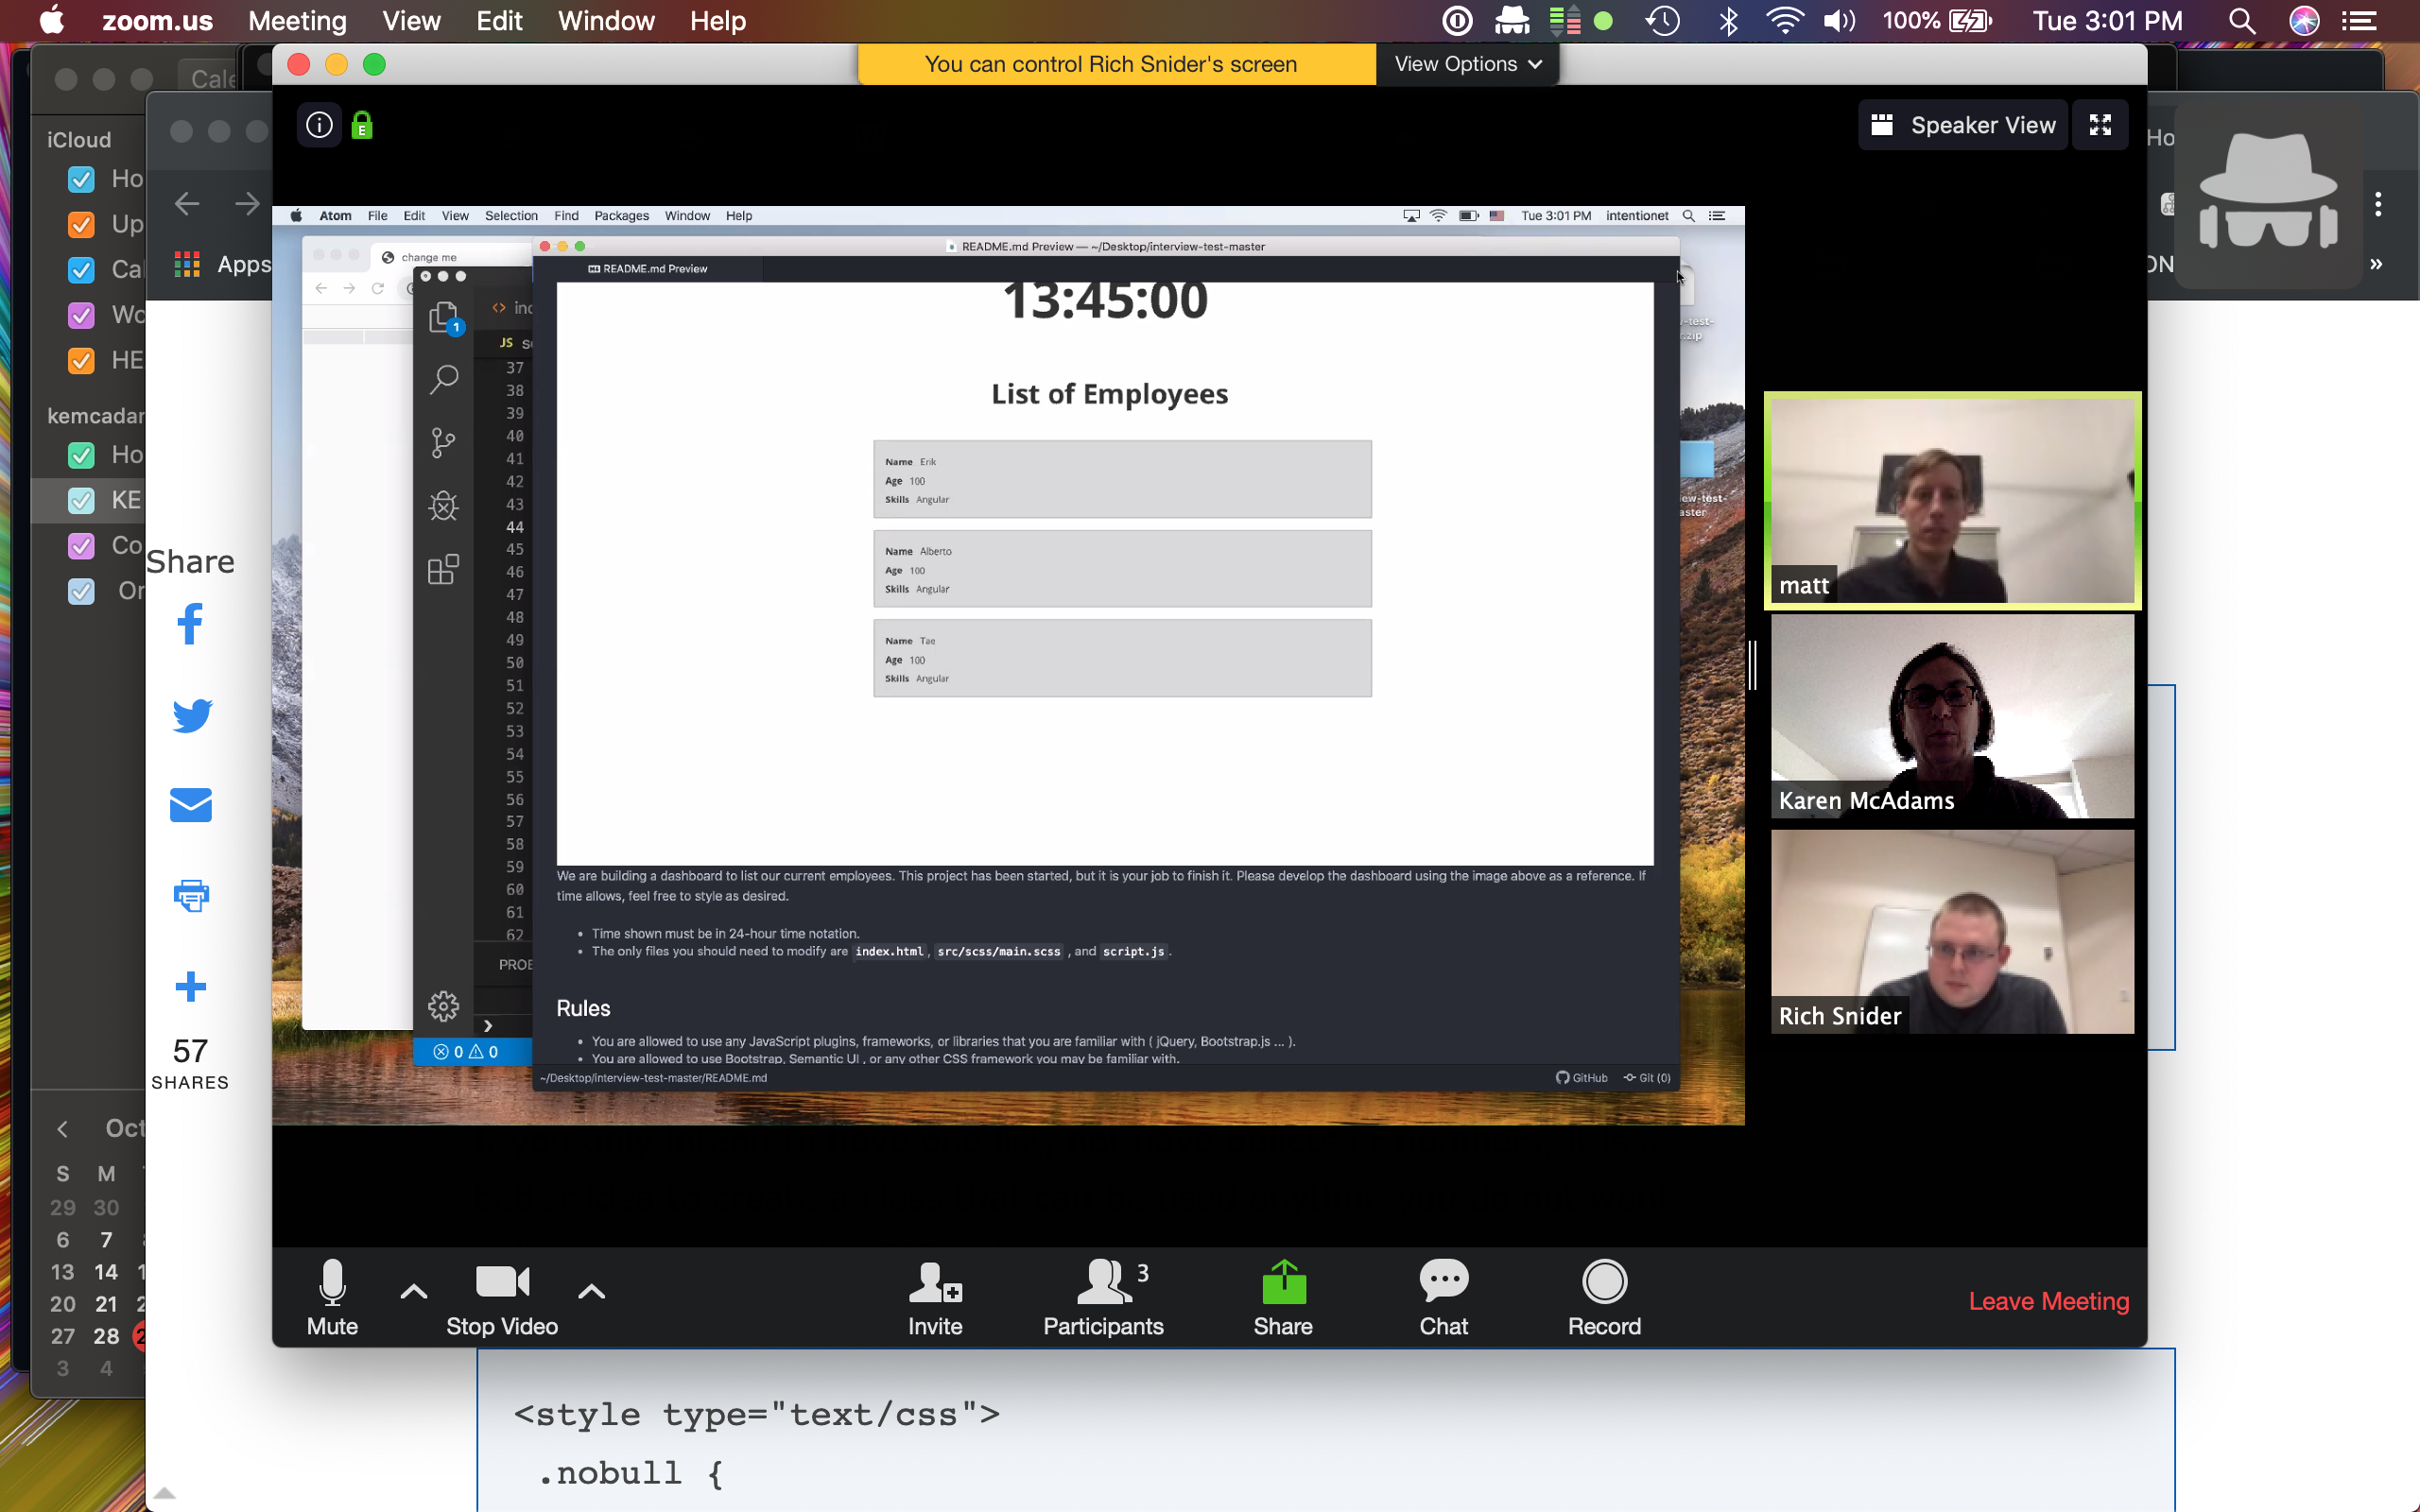 zoom.us Meeting View Edit Window Help 100% Tue 3:01 PM
You can control Rich Snider's screen View Options
Cale
iCloud
Ho
Up
Cal
Wo
HE
kemcadar
Ho
KE
Co
Or
Apps
Speaker View
Ho
ON
»
Atom File Edit View Selection Find Packages Window Help Tue 3:01 PM intentionet
README.md Preview — ~/Desktop/interview-test-master
change me
README.md Preview
1
<> ind
JS
37
38
39
40
41
42
43
44
45
46
47
48
49
50
51
52
53
54
55
56
57
58
59
60
61
62
PROB
0 0
13:45:00
List of Employees
Name Erik
Age 100
Skills Angular
Name Alberto
Age 100
Skills Angular
Name Tae
Age 100
Skills Angular
We are building a dashboard to list our current employees. This project has been started, but it is your job to finish it. Please develop the dashboard using the image above as a reference. If
time allows, feel free to style as desired.
• Time shown must be in 24-hour time notation.
• The only files you should need to modify are index.html , src/scss/main.scss , and script.js .
Rules
• You are allowed to use any JavaScript plugins, frameworks, or libraries that you are familiar with ( jQuery, Bootstrap.js ... ).
• You are allowed to use Bootstrap, Semantic UI , or any other CSS framework you may be familiar with.
~/Desktop/interview-test-master/README.md GitHub Git (0)
w-test-
r.zip
ew-test-
aster
matt
Karen McAdams
Rich Snider
Share
57
SHARES
Oct
S M
29 30
6 7
13 14 1
20 21 2
27 28 2
3 4
Mute Stop Video Invite Participants 3 Share Chat Record Leave Meeting
<style type="text/css">
.nobull {